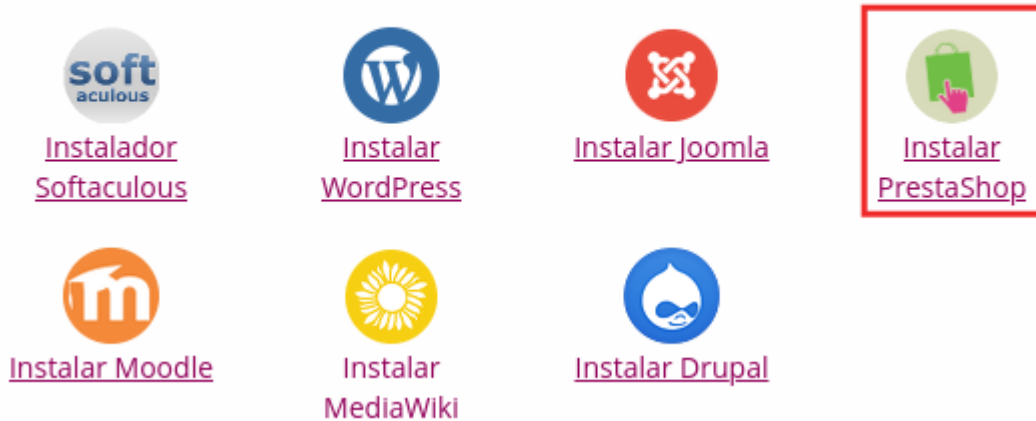 soft
aculous
Instalador
Softaculous
Instalar
WordPress
Instalar Joomla
Instalar
PrestaShop
Instalar Moodle
Instalar
MediaWiki
Instalar Drupal